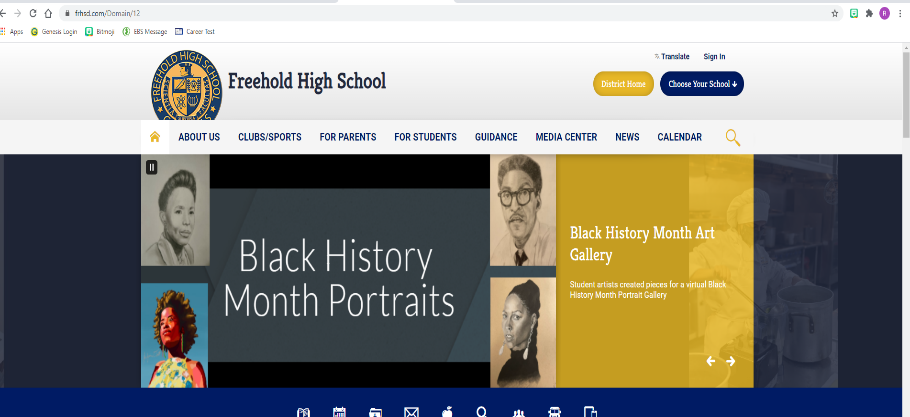 frhsd.com/Domain/12
R
Apps Genesis Login Bitmoji EBS Message Career Test
Translate Sign In
FREEHOLD HIGH SCHOOL
Freehold High School
District Home Choose Your School
ABOUT US CLUBS/SPORTS FOR PARENTS FOR STUDENTS GUIDANCE MEDIA CENTER NEWS CALENDAR
Black History
Month Portraits
Black History Month Art
Gallery
Student artists created pieces for a virtual Black
History Month Portrait Gallery